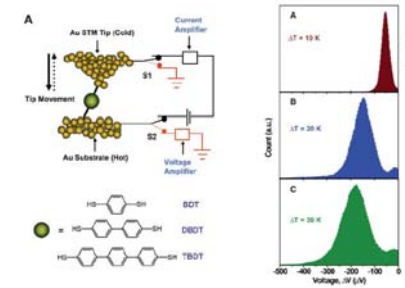 A
Au STM Tip (Cold)
Current
Amplifier
S1
Tip Movement
S2
Au Substrate (Hot)
Voltage
Amplifier
HS
SH
BDT
=
HS
SH
DBDT
HS
SH
TBDT
A
ΔT = 10 K
B
ΔT = 20 K
C
ΔT = 30 K
Count (a.u.)
-500 -400 -300 -200 -100 0
Voltage, ΔV (μV)